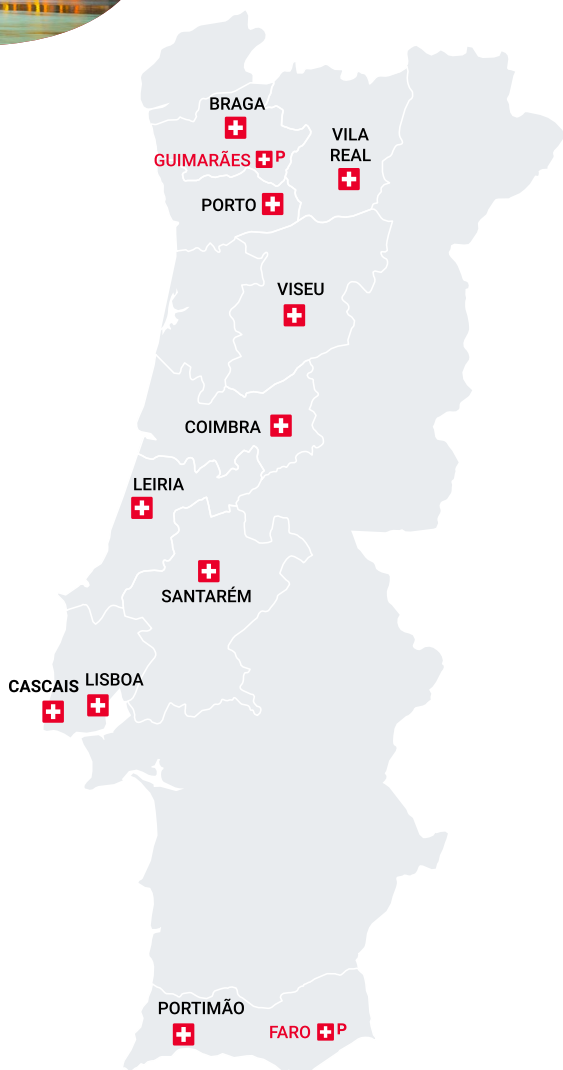 BRAGA
GUIMARÃES P
VILA
REAL
PORTO
VISEU
COIMBRA
LEIRIA
SANTARÉM
CASCAIS
LISBOA
PORTIMÃO
FARO P